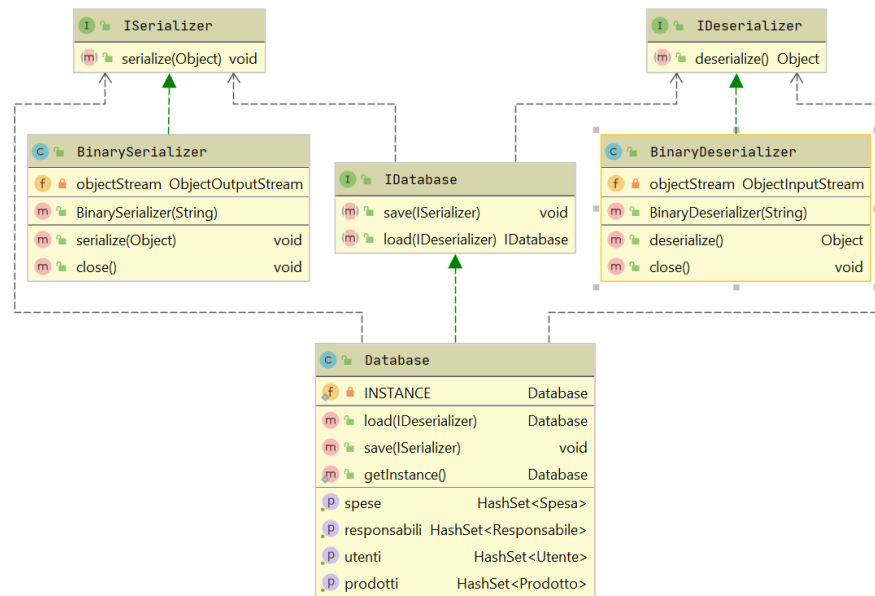 I ISerializer
m serialize(Object) void
I IDeserializer
m deserialize() Object
C BinarySerializer
f objectStream ObjectOutputStream
m BinarySerializer(String)
m serialize(Object) void
m close() void
I IDatabase
m save(ISerializer) void
m load(IDeserializer) IDatabase
C BinaryDeserializer
f objectStream ObjectInputStream
m BinaryDeserializer(String)
m deserialize() Object
m close() void
C Database
f INSTANCE Database
m load(IDeserializer) Database
m save(ISerializer) void
m getInstance() Database
p spese HashSet<Spesa>
p responsabili HashSet<Responsabile>
p utenti HashSet<Utente>
p prodotti HashSet<Prodotto>